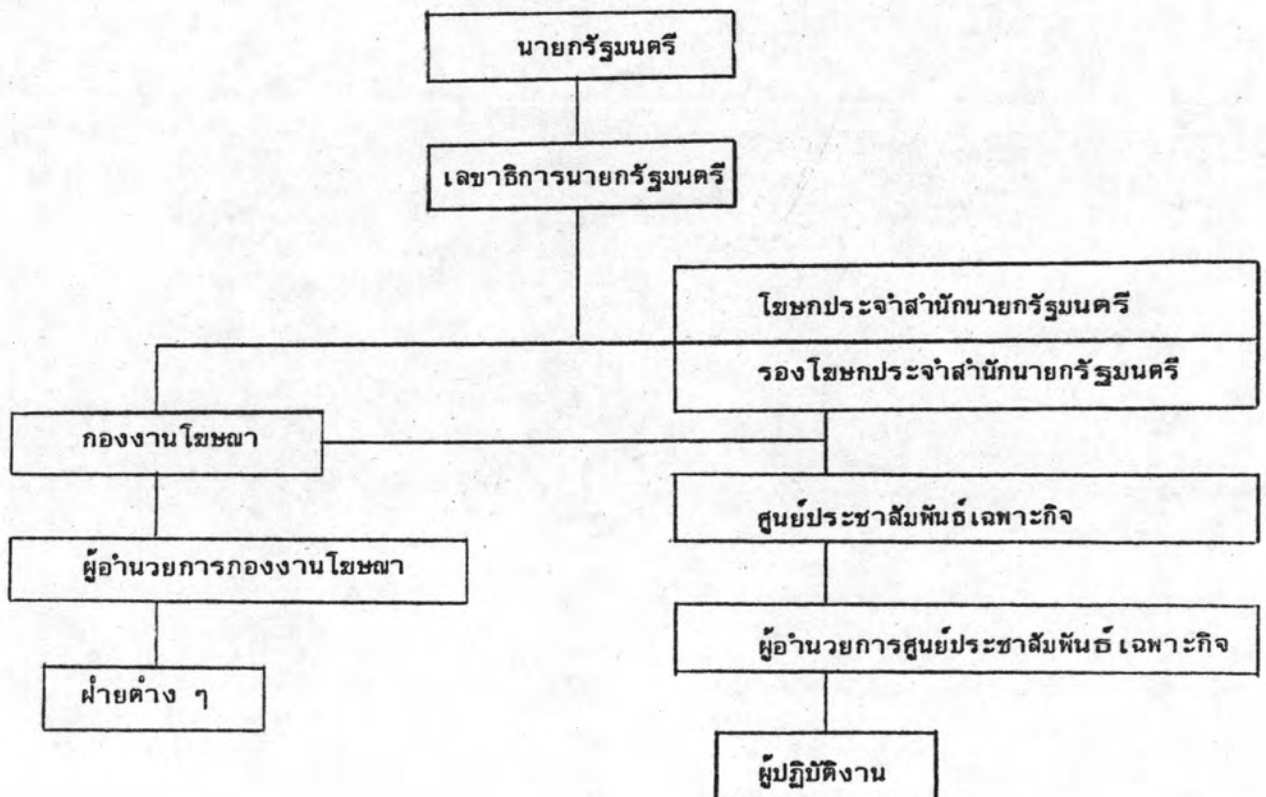 นายกรัฐมนตรี
เลขาธิการนายกรัฐมนตรี
โฆษกประจำสำนักนายกรัฐมนตรี
รองโฆษกประจำสำนักนายกรัฐมนตรี
กองงานโฆษณา
ศูนย์ประชาสัมพันธ์เฉพาะกิจ
ผู้อำนวยการกองงานโฆษณา
ผู้อำนวยการศูนย์ประชาสัมพันธ์เฉพาะกิจ
ฝ่ายต่าง ๆ
ผู้ปฏิบัติงาน